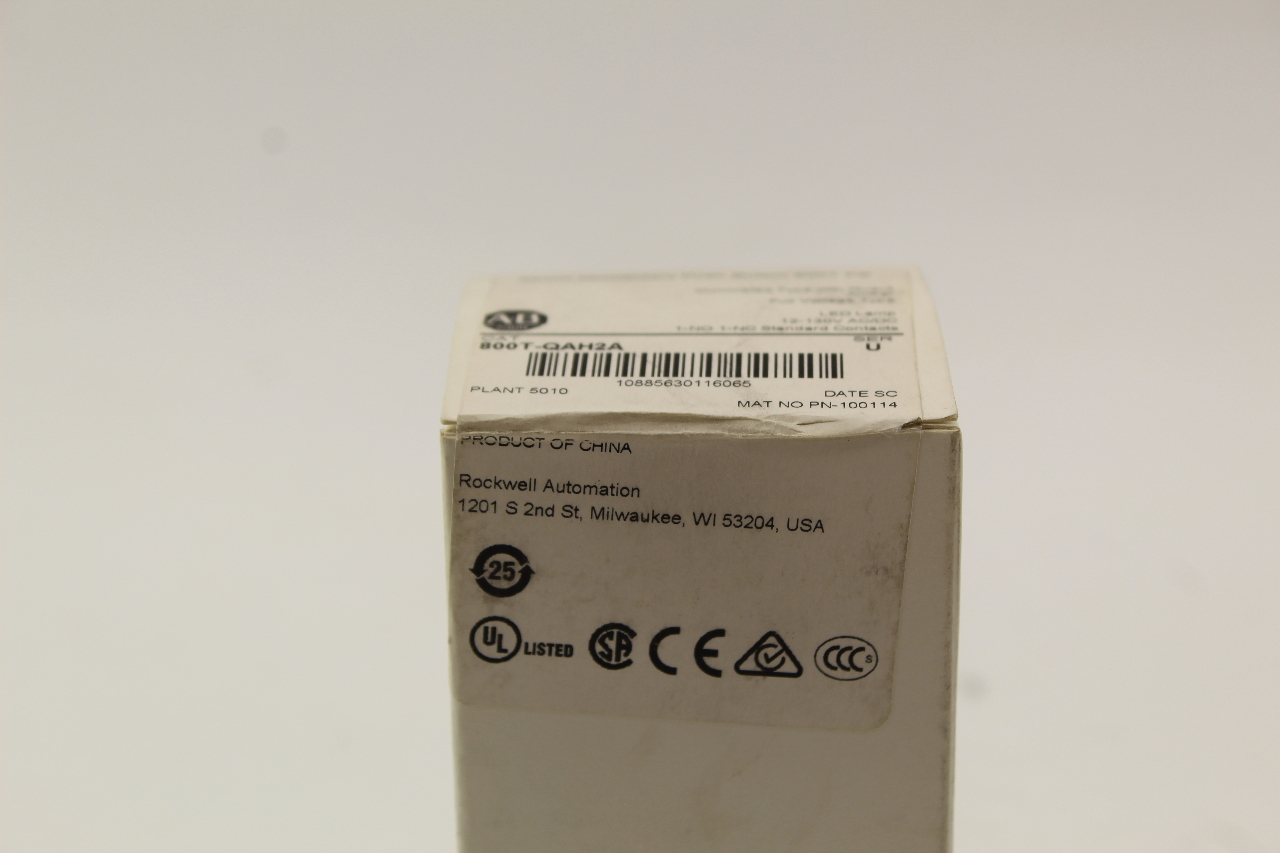 LED Lamp
12-130V AC/DC
1-NO 1-NC Standard Contacts
AB
CAT
SER
800T-QAH2A
U
10885630116065
PLANT 5010
DATE SC
MAT NO PN-100114
PRODUCT OF CHINA
Rockwell Automation
1201 S 2nd St, Milwaukee, WI 53204, USA
25
UL LISTED SA CE CCC S